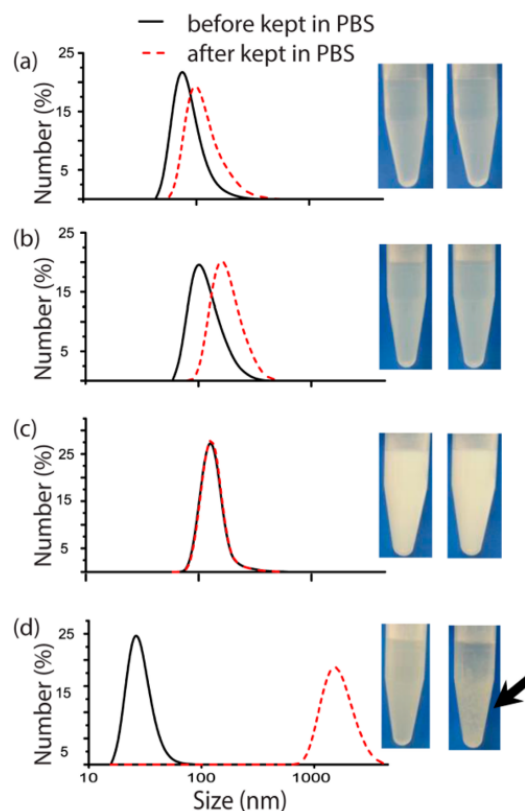 before kept in PBS
after kept in PBS
(a)
25
15
5
Number (%)
(b)
25
15
5
Number (%)
(c)
25
15
5
Number (%)
(d)
25
15
5
Number (%)
10 100 1000
Size (nm)